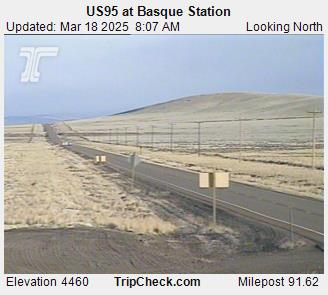 US95 at Basque Station
Updated: Mar 18 2025 8:07 AM Looking North
Elevation 4460 TripCheck.com Milepost 91.62